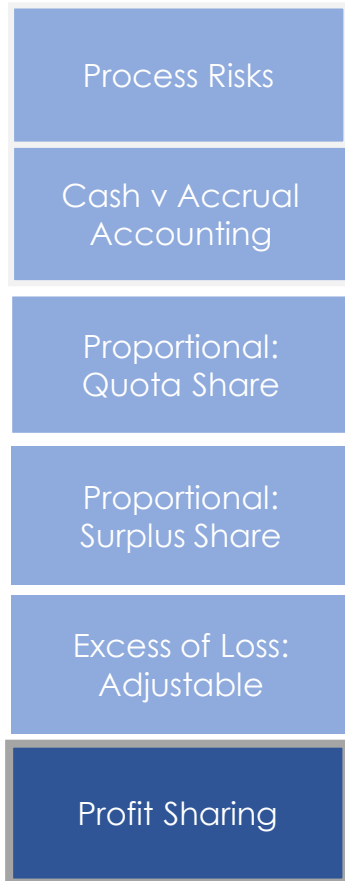 Process Risks
Cash v Accrual
Accounting
Proportional:
Quota Share
Proportional:
Surplus Share
Excess of Loss:
Adjustable
Profit Sharing